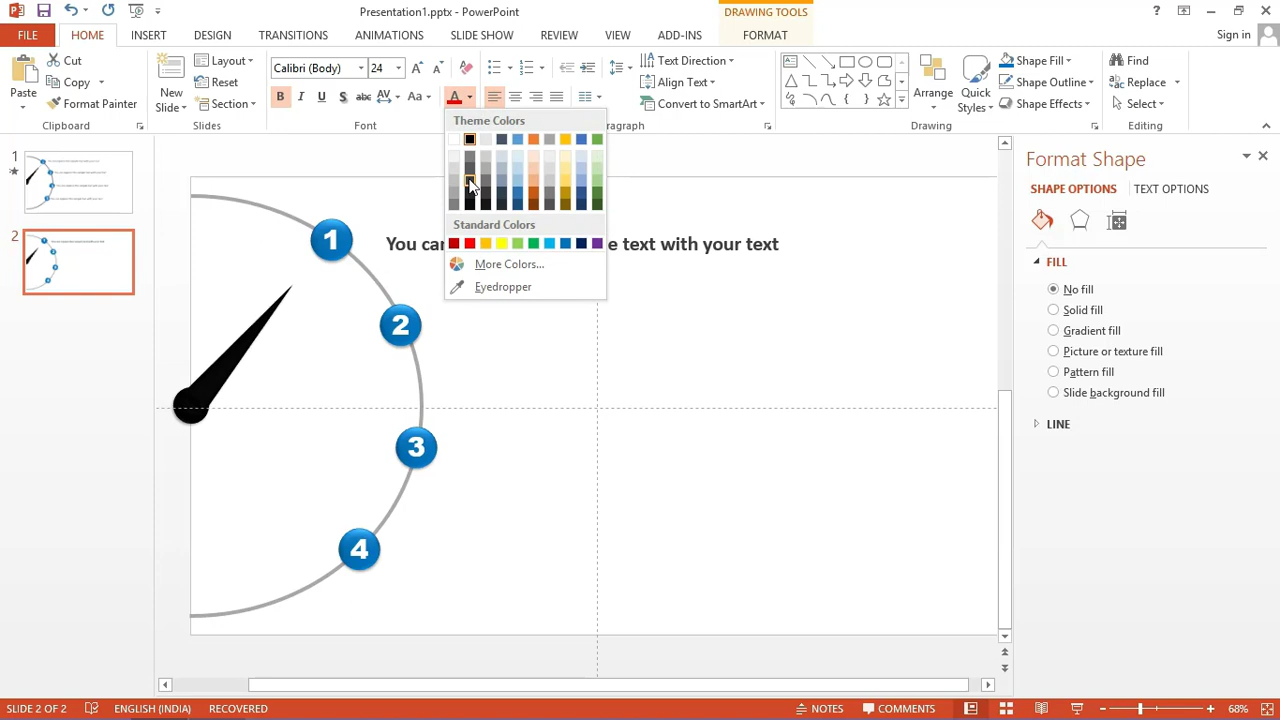 Presentation1.pptx - PowerPoint
DRAWING TOOLS
?
FILE HOME INSERT DESIGN TRANSITIONS ANIMATIONS SLIDE SHOW REVIEW VIEW ADD-INS FORMAT
Sign in
Paste
Cut
Copy
Format Painter
Clipboard
New
Slide
Layout
Reset
Section
Slides
Calibri (Body) 24
B U S abc AV Aa A
Font
Text Direction
Align Text
Convert to SmartArt
Paragraph
Arrange
Quick
Styles
Shape Fill
Shape Outline
Shape Effects
Drawing
Find
Replace
Select
Editing
Theme Colors
Standard Colors
More Colors...
Eyedropper
1
2
You can
e text with your text
1
2
3
4
Format Shape
SHAPE OPTIONS TEXT OPTIONS
FILL
No fill
Solid fill
Gradient fill
Picture or texture fill
Pattern fill
Slide background fill
LINE
SLIDE 2 OF 2 ENGLISH (INDIA) RECOVERED NOTES COMMENTS 68%